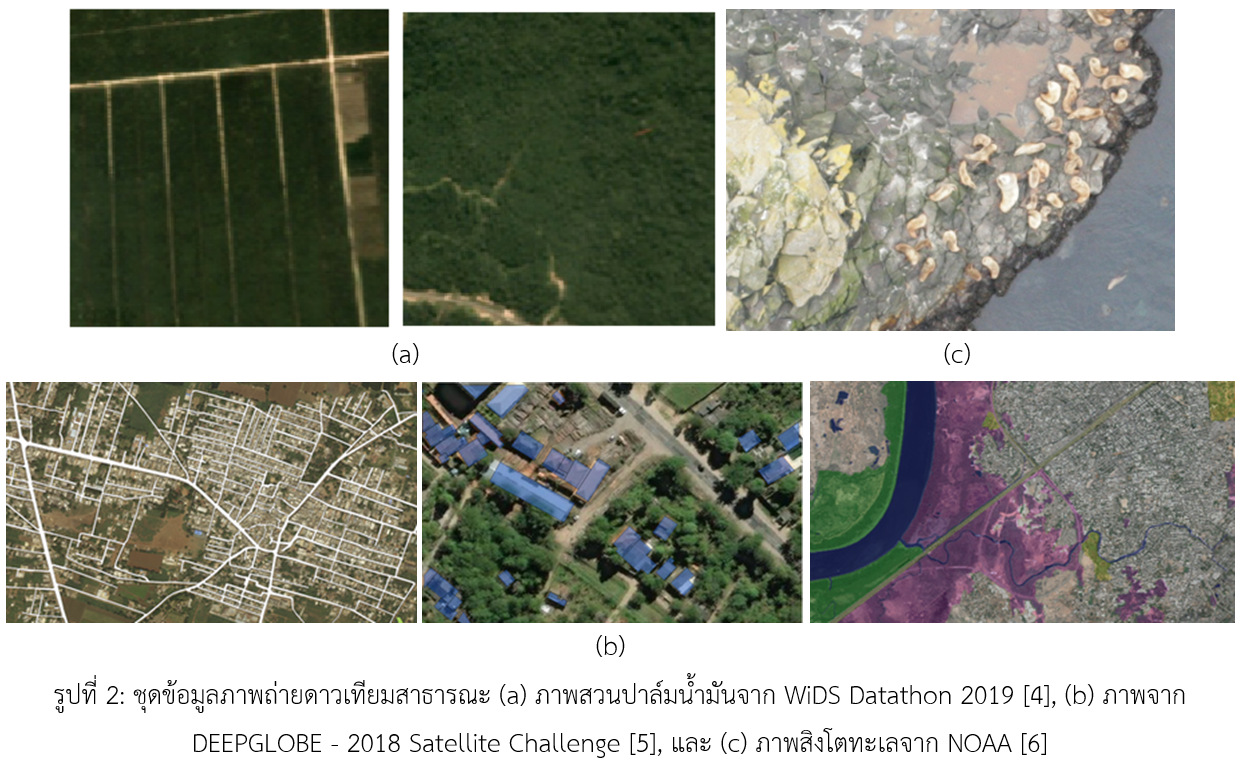 (a)
(c)
(b)
รูปที่ 2: ชุดข้อมูลภาพถ่ายดาวเทียมสาธารณะ (a) ภาพสวนปาล์มน้ำมันจาก WiDS Datathon 2019 [4], (b) ภาพจาก
DEEPGLOBE - 2018 Satellite Challenge [5], และ (c) ภาพสิงโตทะเลจาก NOAA [6]